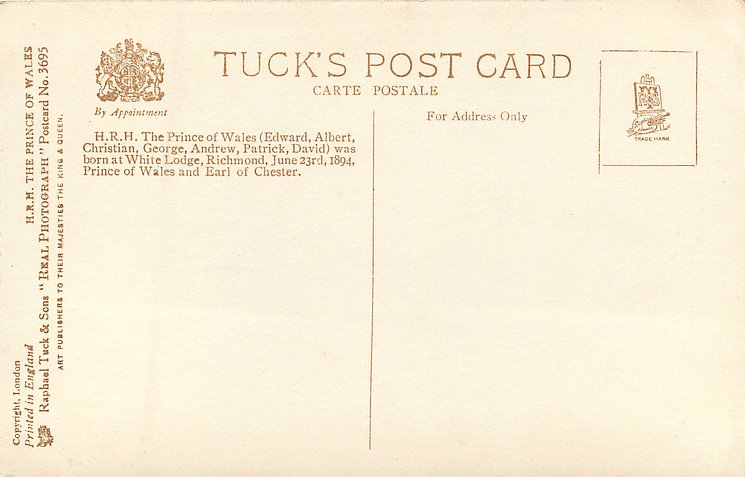 TUCK'S POST CARD
CARTE POSTALE
By Appointment
For Address Only
TRADE MARK
H.R.H. The Prince of Wales (Edward, Albert,
Christian, George, Andrew, Patrick, David) was
born at White Lodge, Richmond, June 23rd, 1894,
Prince of Wales and Earl of Chester.
Copyright, London
Printed in England
H.R.H. THE PRINCE OF WALES
Raphael Tuck & Sons "REAL PHOTOGRAPH" Postcard No. 3695
ART PUBLISHERS TO THEIR MAJESTIES THE KING & QUEEN.